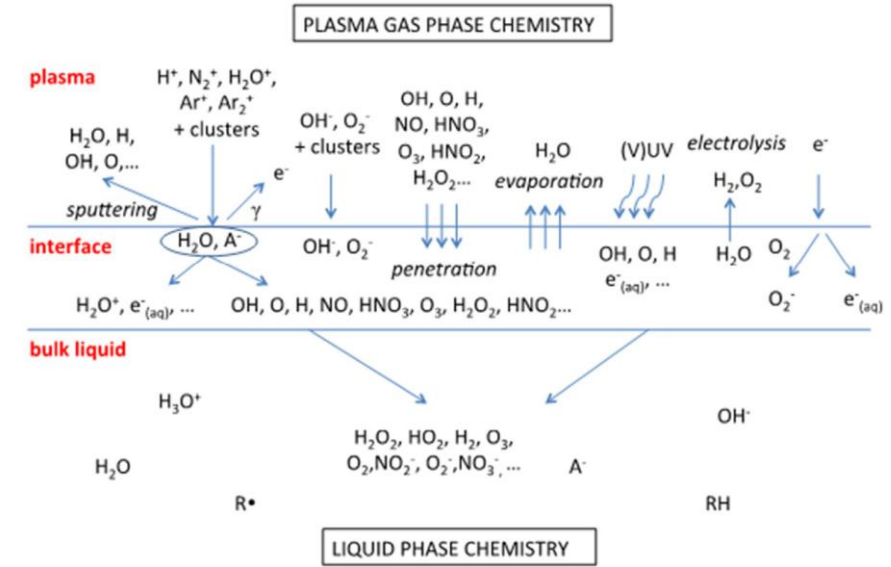 PLASMA GAS PHASE CHEMISTRY
plasma
H⁺, N₂⁺, H₂O⁺,
Ar⁺, Ar₂⁺
+ clusters
H₂O, H,
OH, O,...
sputtering
e⁻
γ
OH⁻, O₂⁻
+ clusters
OH, O, H,
NO, HNO₃,
O₃, HNO₂,
H₂O₂...
H₂O
evaporation
(V)UV
electrolysis
H₂,O₂
e⁻
interface
H₂O, A⁻
OH⁻, O₂⁻
penetration
OH, O, H
e⁻(aq), ...
H₂O
O₂
O₂⁻
e⁻(aq)
H₂O⁺, e⁻(aq), ...
OH, O, H, NO, HNO₃, O₃, H₂O₂, HNO₂...
bulk liquid
H₃O⁺
OH⁻
H₂O₂, HO₂, H₂, O₃,
O₂,NO₂⁻, O₂⁻,NO₃⁻, ...
H₂O
A⁻
R•
RH
LIQUID PHASE CHEMISTRY